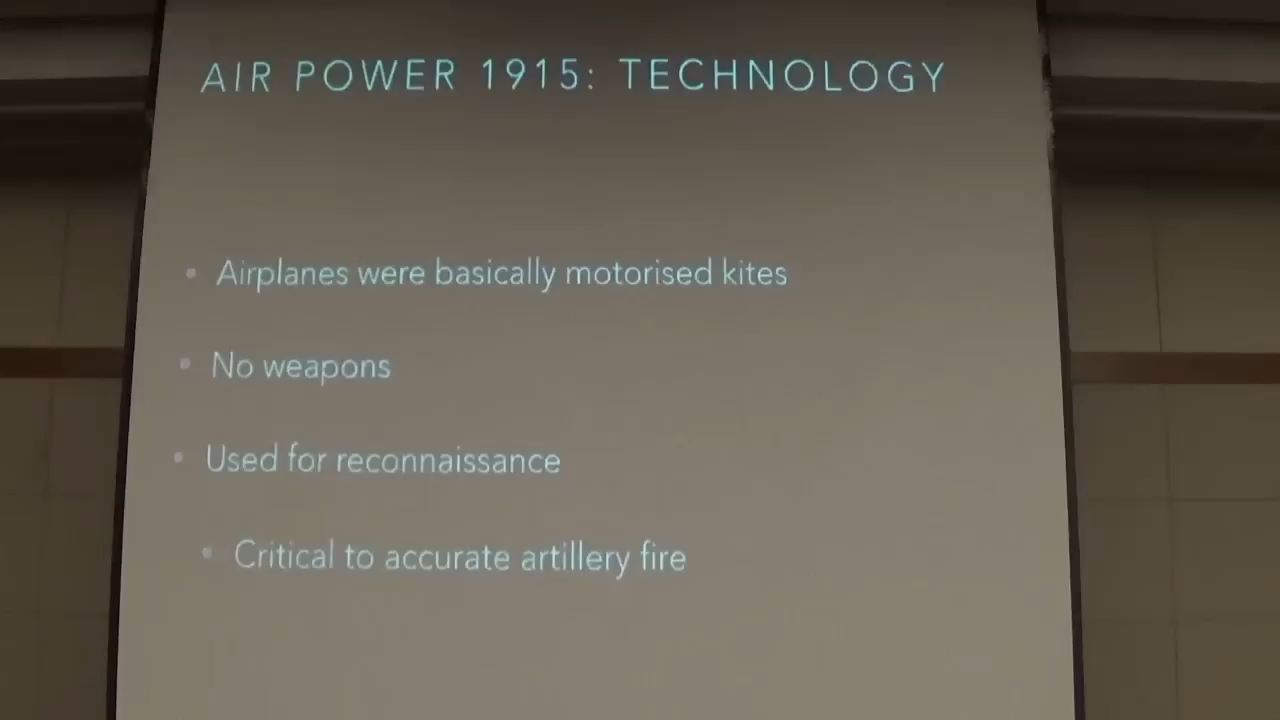 AIR POWER 1915: TECHNOLOGY
• Airplanes were basically motorised kites
• No weapons
• Used for reconnaissance
• Critical to accurate artillery fire